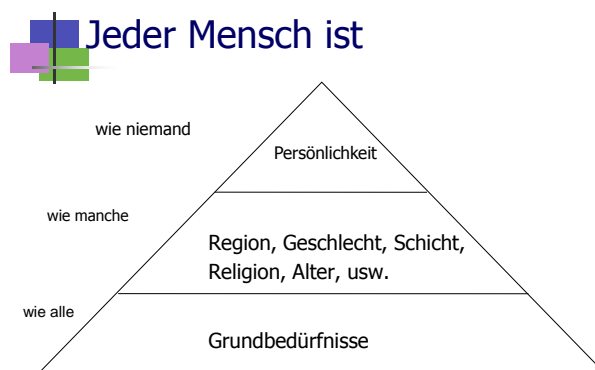 Jeder Mensch ist
wie niemand
Persönlichkeit
wie manche
Region, Geschlecht, Schicht,
Religion, Alter, usw.
wie alle
Grundbedürfnisse